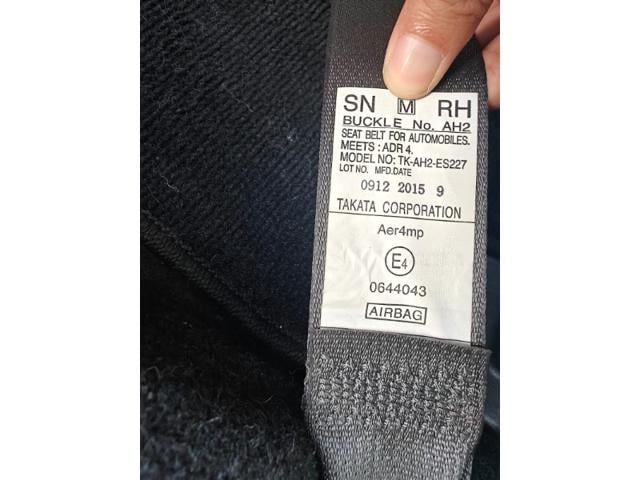 SN M RH
BUCKLE No. AH2
SEAT BELT FOR AUTOMOBILES.
MEETS : ADR 4.
MODEL NO: TK-AH2-ES227
LOT NO. MFD.DATE
0912 2015 9
TAKATA CORPORATION
Aer4mp
E4
0644043
AIRBAG